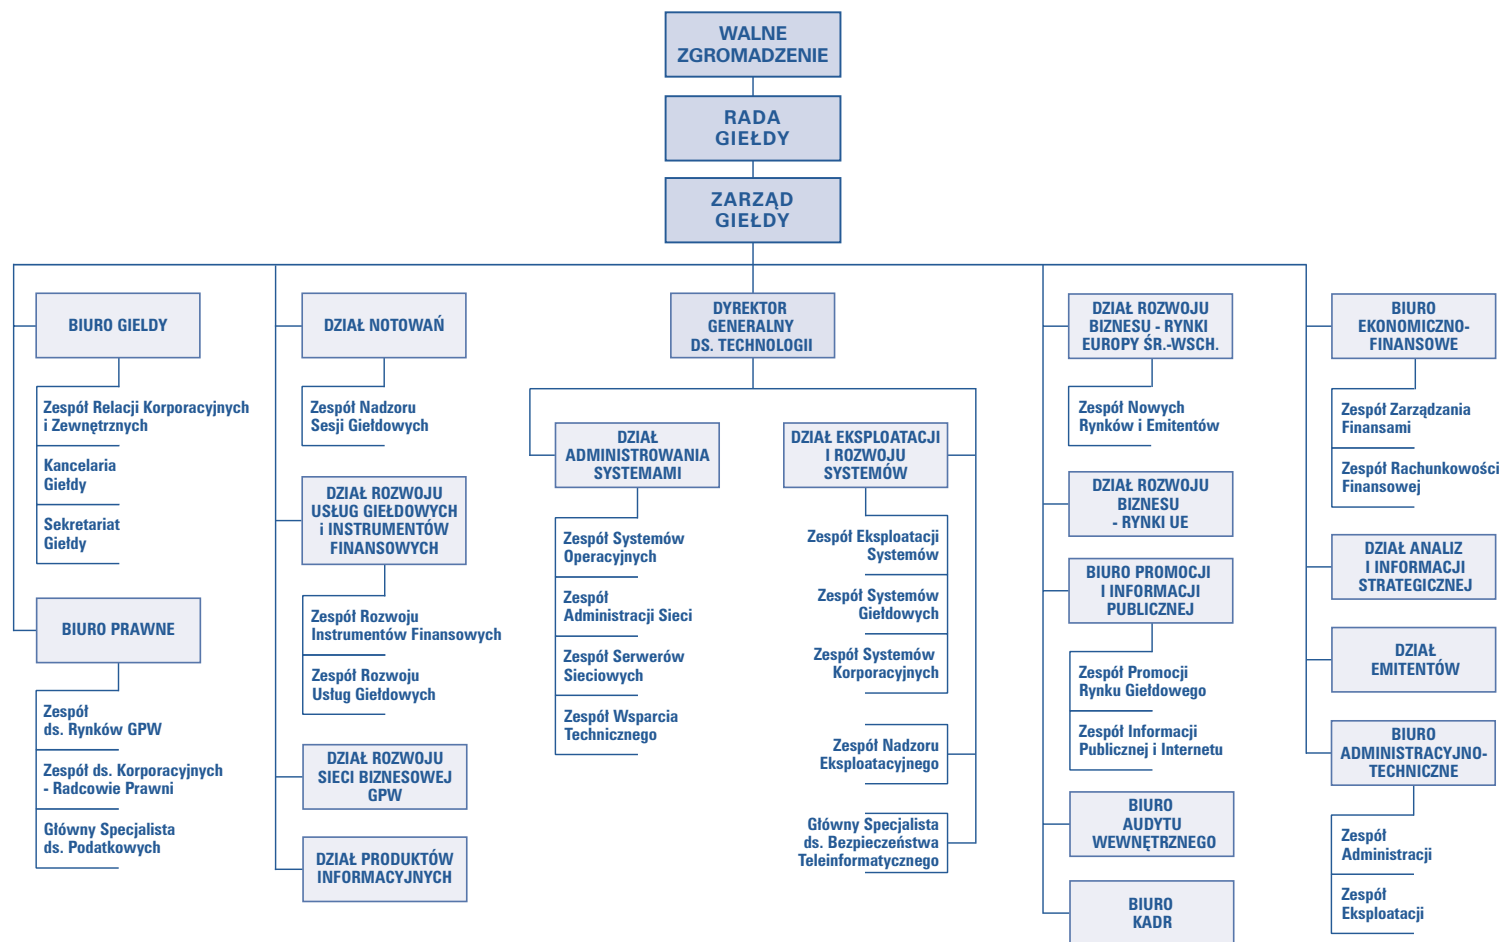 WALNE
ZGROMADZENIE
RADA
GIEŁDY
ZARZĄD
GIEŁDY
BIURO GIELDY
Zespół Relacji Korporacyjnych
i Zewnętrznych
Kancelaria
Giełdy
Sekretariat
Giełdy
BIURO PRAWNE
Zespół
ds. Rynków GPW
Zespół ds. Korporacyjnych
- Radcowie Prawni
Główny Specjalista
ds. Podatkowych
DZIAŁ NOTOWAŃ
Zespół Nadzoru
Sesji Giełdowych
DZIAŁ ROZWOJU
USŁUG GIEŁDOWYCH
i INSTRUMENTÓW
FINANSOWYCH
Zespół Rozwoju
Instrumentów Finansowych
Zespół Rozwoju
Usług Giełdowych
DZIAŁ ROZWOJU
SIECI BIZNESOWEJ
GPW
DZIAŁ PRODUKTÓW
INFORMACYJNYCH
DYREKTOR
GENERALNY
DS. TECHNOLOGII
DZIAŁ
ADMINISTROWANIA
SYSTEMAMI
Zespół Systemów
Operacyjnych
Zespół
Administracji Sieci
Zespół Serwerów
Sieciowych
Zespół Wsparcia
Technicznego
DZIAŁ EKSPLOATACJI
I ROZWOJU
SYSTEMÓW
Zespół Eksploatacji
Systemów
Zespół Systemów
Giełdowych
Zespół Systemów
Korporacyjnych
Zespół Nadzoru
Eksploatacyjnego
Główny Specjalista
ds. Bezpieczeństwa
Teleinformatycznego
DZIAŁ ROZWOJU
BIZNESU - RYNKI
EUROPY ŚR.-WSCH.
Zespół Nowych
Rynków i Emitentów
DZIAŁ ROZWOJU
BIZNESU
- RYNKI UE
BIURO PROMOCJI
I INFORMACJI
PUBLICZNEJ
Zespół Promocji
Rynku Giełdowego
Zespół Informacji
Publicznej i Internetu
BIURO
AUDYTU
WEWNĘTRZNEGO
BIURO
KADR
BIURO
EKONOMICZNO-
FINANSOWE
Zespół Zarządzania
Finansami
Zespół Rachunkowości
Finansowej
DZIAŁ ANALIZ
I INFORMACJI
STRATEGICZNEJ
DZIAŁ
EMITENTÓW
BIURO
ADMINISTRACYJNO-
TECHNICZNE
Zespół
Administracji
Zespół
Eksploatacji